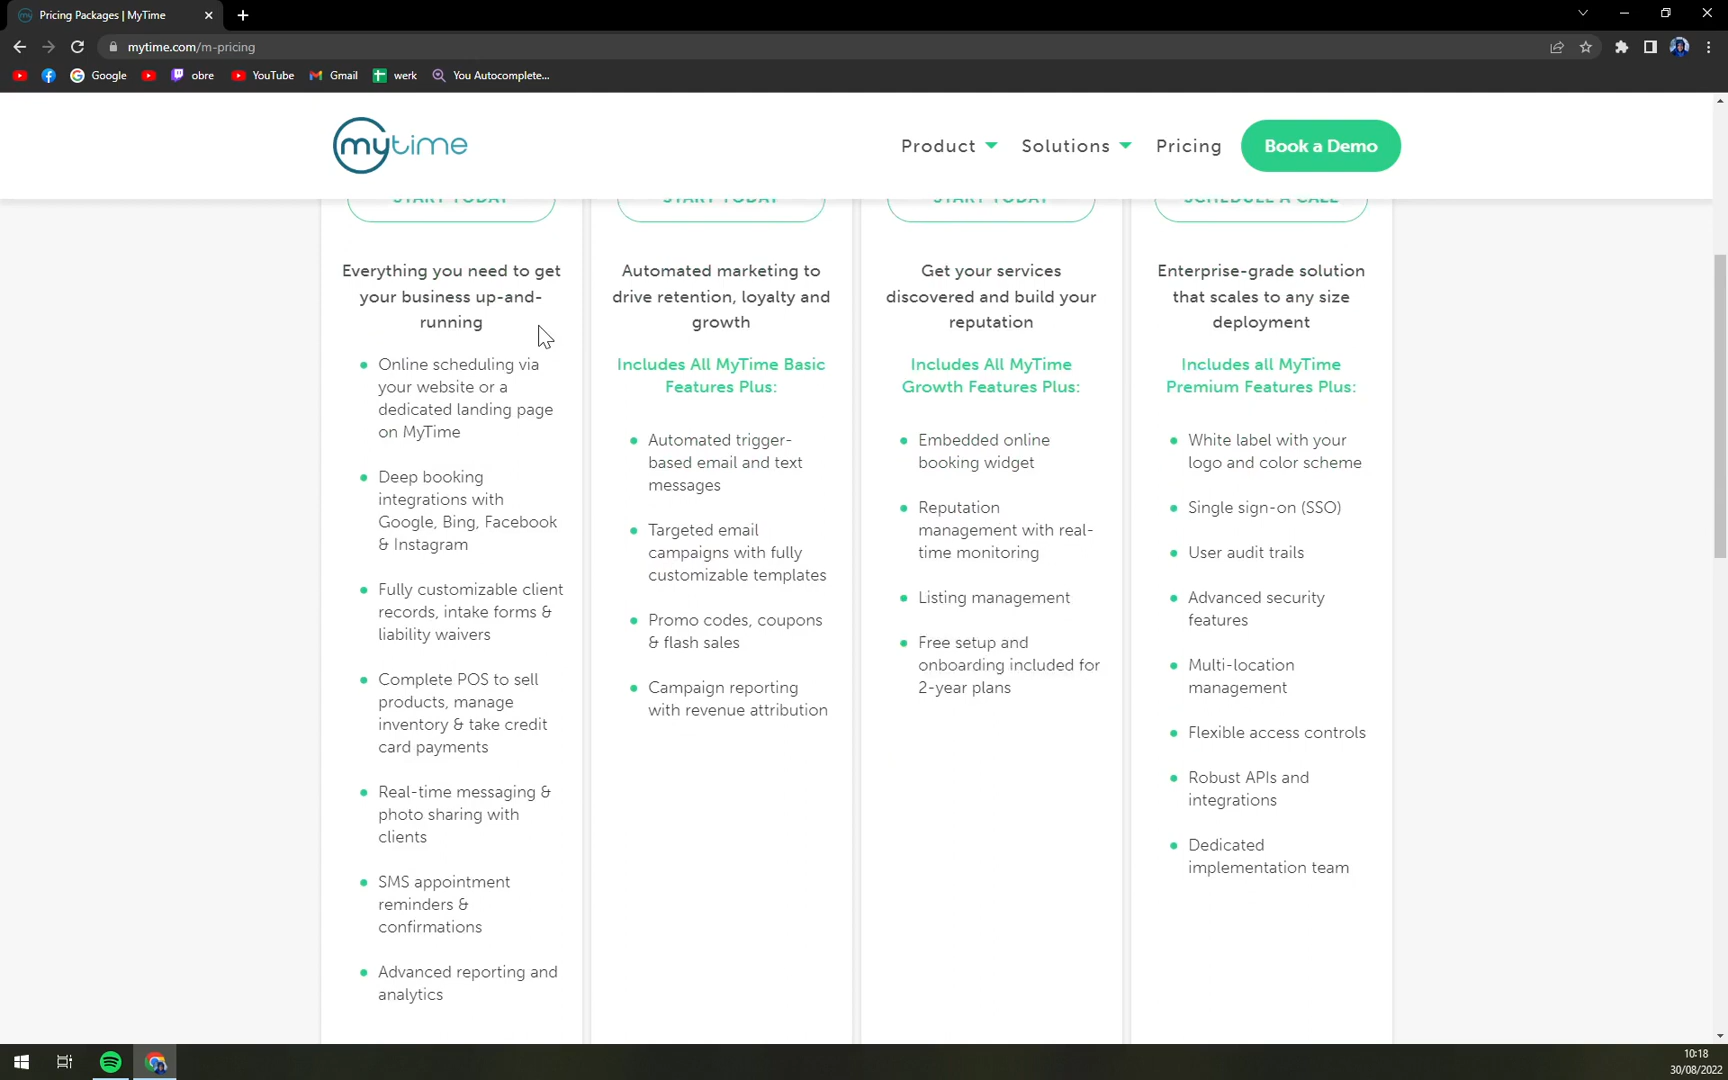 Pricing Packages | MyTime
mytime.com/m-pricing
Google
obre
YouTube
Gmail
werk
You Autocomplete...
mytime
Product
Solutions
Pricing
Book a Demo
START TODAY
START TODAY
START TODAY
SCHEDULE A CALL
Everything you need to get
your business up-and-
running
Online scheduling via
your website or a
dedicated landing page
on MyTime
Deep booking
integrations with
Google, Bing, Facebook
& Instagram
Fully customizable client
records, intake forms &
liability waivers
Complete POS to sell
products, manage
inventory & take credit
card payments
Real-time messaging &
photo sharing with
clients
SMS appointment
reminders &
confirmations
Advanced reporting and
analytics
Automated marketing to
drive retention, loyalty and
growth
Includes All MyTime Basic
Features Plus:
Automated trigger-
based email and text
messages
Targeted email
campaigns with fully
customizable templates
Promo codes, coupons
& flash sales
Campaign reporting
with revenue attribution
Get your services
discovered and build your
reputation
Includes All MyTime
Growth Features Plus:
Embedded online
booking widget
Reputation
management with real-
time monitoring
Listing management
Free setup and
onboarding included for
2-year plans
Enterprise-grade solution
that scales to any size
deployment
Includes all MyTime
Premium Features Plus:
White label with your
logo and color scheme
Single sign-on (SSO)
User audit trails
Advanced security
features
Multi-location
management
Flexible access controls
Robust APIs and
integrations
Dedicated
implementation team
10:18
30/08/2022